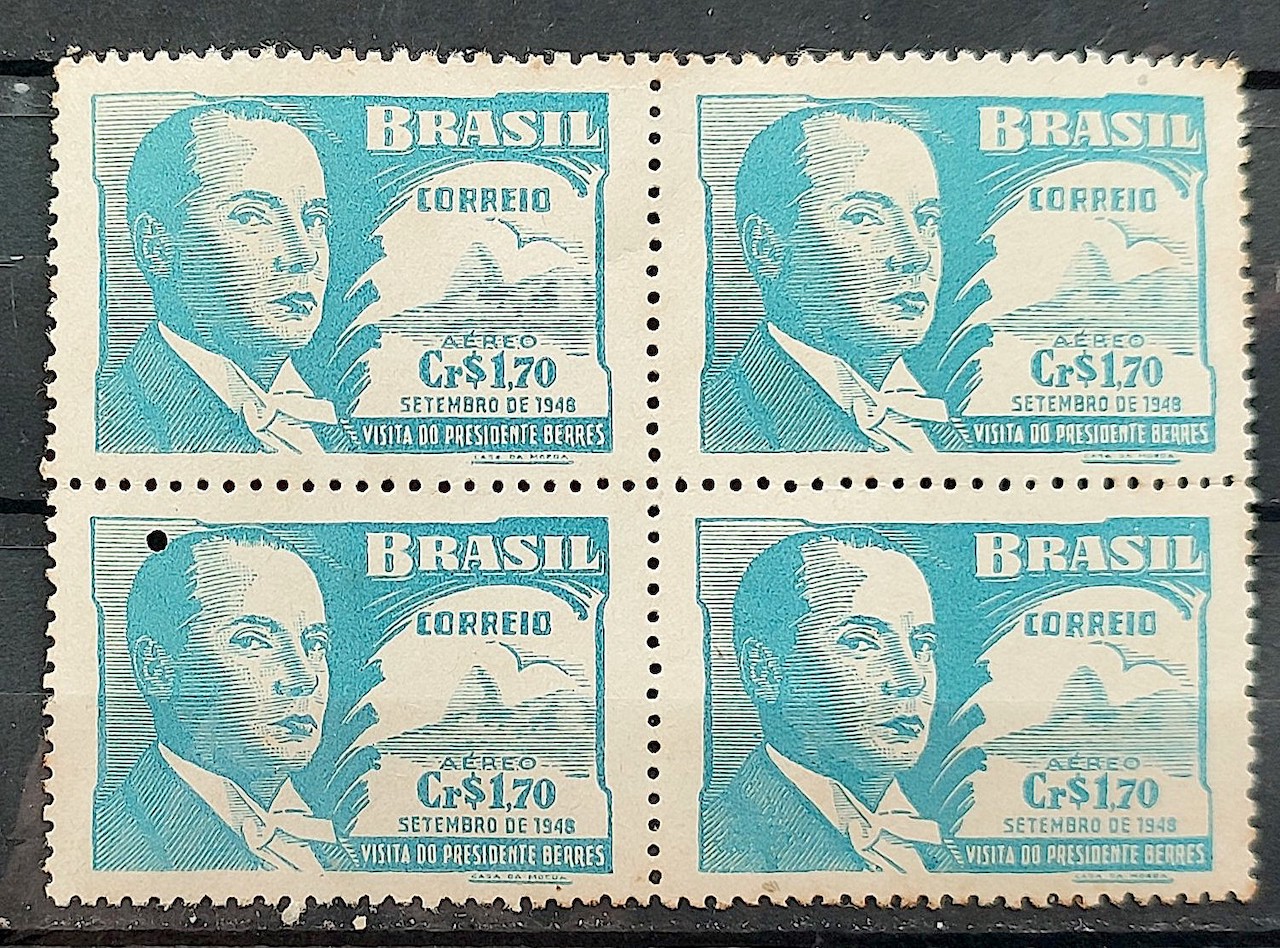 BRASIL
CORREIO
AÉREO
Cr$1,70
SETEMBRO DE 1948
VISITA DO PRESIDENTE BERRES
CASA DA MOEDA
BRASIL
CORREIO
AÉREO
Cr$1,70
SETEMBRO DE 1948
VISITA DO PRESIDENTE BERRES
CASA DA MOEDA
BRASIL
CORREIO
AÉREO
Cr$1,70
SETEMBRO DE 1948
VISITA DO PRESIDENTE BERRES
CASA DA MOEDA
BRASIL
CORREIO
AÉREO
Cr$1,70
SETEMBRO DE 1948
VISITA DO PRESIDENTE BERRES
CASA DA MOEDA